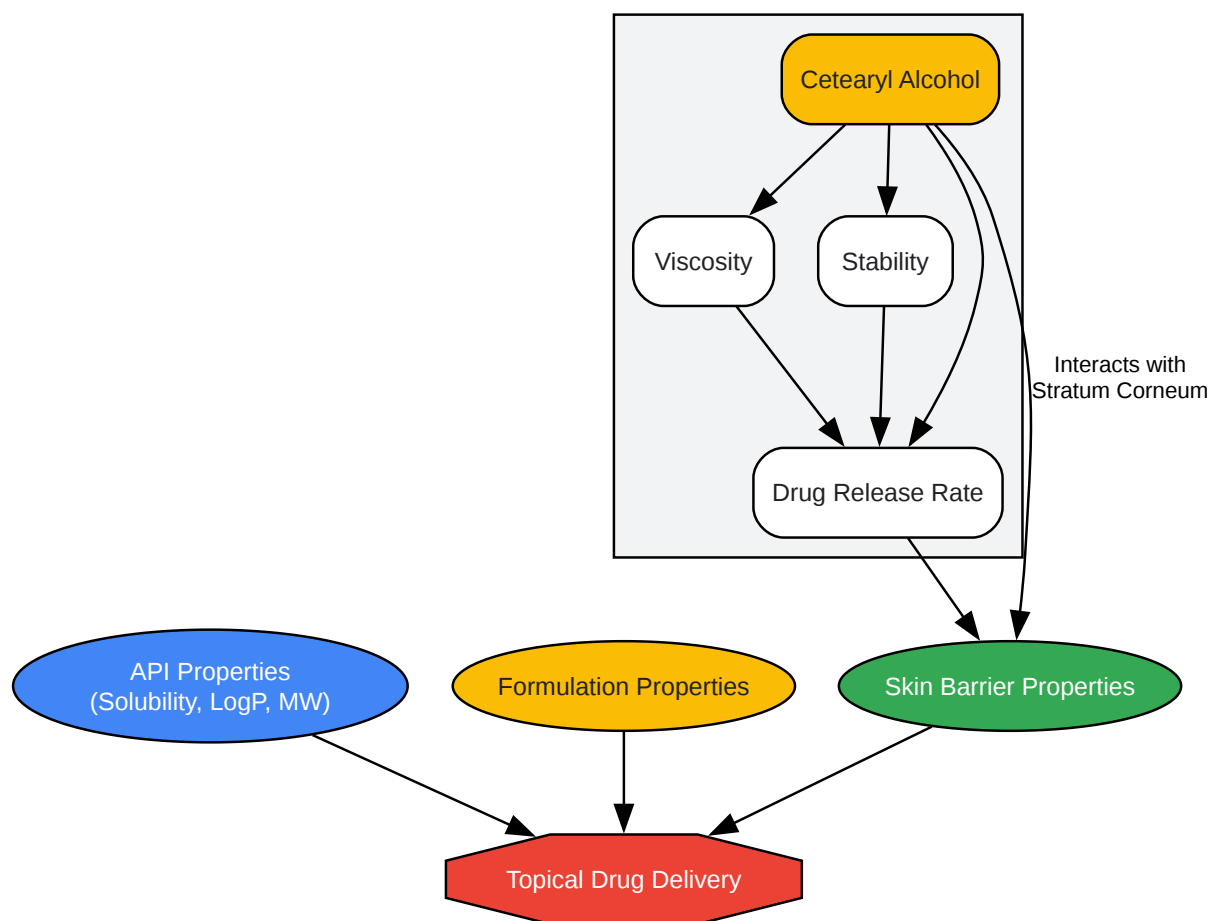 Cetearyl Alcohol
Viscosity
Stability
Interacts with
Stratum Corneum
Drug Release Rate
API Properties
(Solubility, LogP, MW)
Formulation Properties
Skin Barrier Properties
Topical Drug Delivery